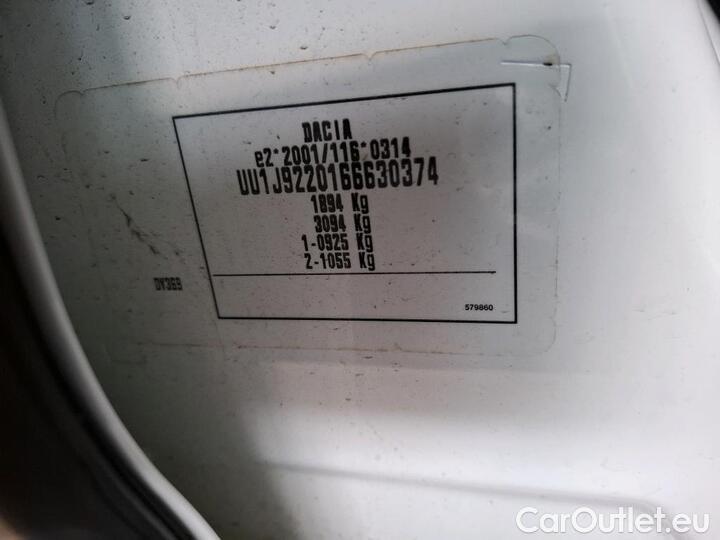 DACIA
e2*2001/116*0314
UU1J9220166630374
1894 Kg
3094 Kg
1-0925 Kg
2-1055 Kg
DY369
579860
CarOutlet.eu